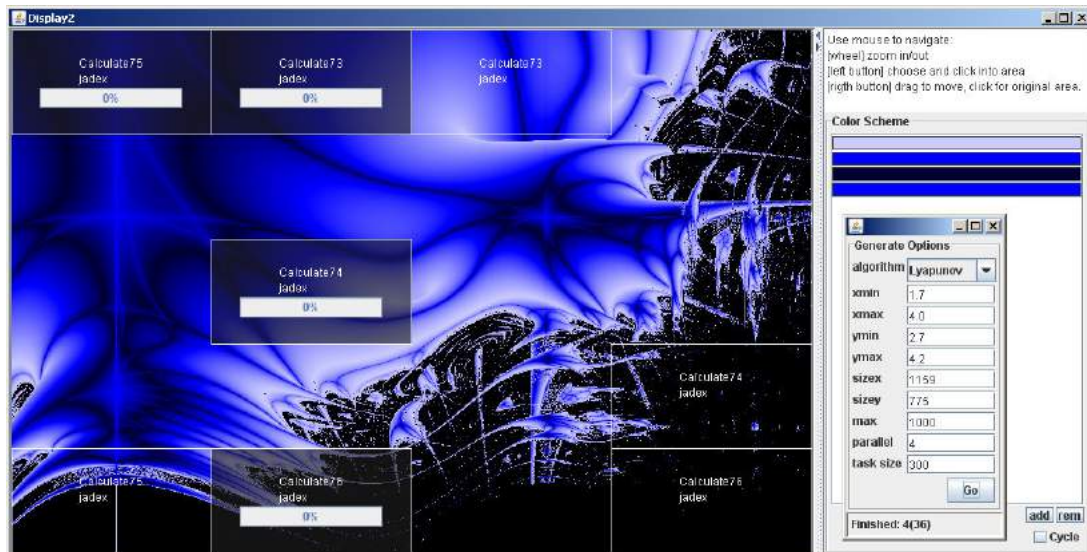 Display2
Calculate75
jadex
0%
Calculate73
jadex
0%
Calculate73
jadex
Calculate74
jadex
0%
Calculate74
jadex
Calculate75
jadex
Calculate76
jadex
0%
Calculate76
jadex
Use mouse to navigate:
[wheel] zoom in/out
[left button] choose and click into area
[rigth button] drag to move, click for original area.
Color Scheme
Generate Options
algorithm Lyapunov
xmin 1.7
xmax 4.0
ymin 2.7
ymax 4.2
sizex 1159
sizey 775
max 1000
parallel 4
task size 300
Go
Finished: 4(36)
add rem
Cycle